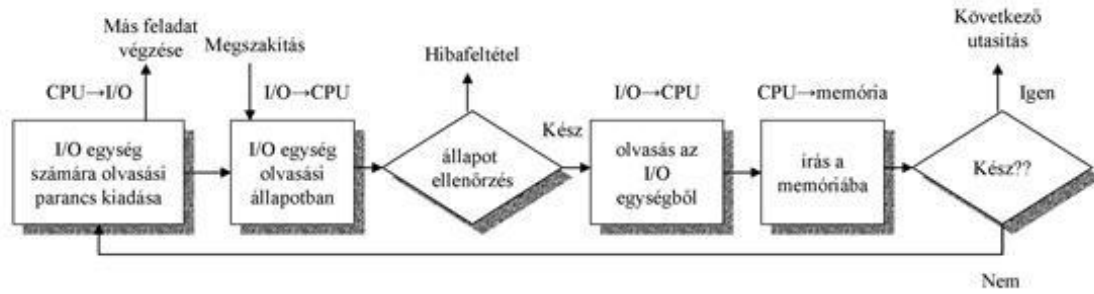 Más feladat
végzése
Megszakítás
Hibafeltétel
Következő
utasítás
CPU→I/O
I/O→CPU
I/O→CPU
CPU→memória
Igen
I/O egység
számára olvasási
parancs kiadása
I/O egység
olvasási
állapotban
állapot
ellenőrzés
Kész
olvasás az
I/O
egységből
írás a
memóriába
Kész??
Nem